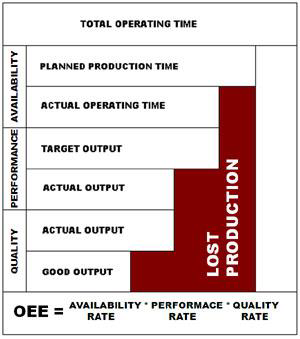 TOTAL OPERATING TIME
AVAILABILITY
PLANNED PRODUCTION TIME
ACTUAL OPERATING TIME
PERFORMANCE
TARGET OUTPUT
ACTUAL OUTPUT
QUALITY
ACTUAL OUTPUT
GOOD OUTPUT
LOST
PRODUCTION
OEE = AVAILABILITY * PERFORMACE * QUALITY
RATE RATE RATE